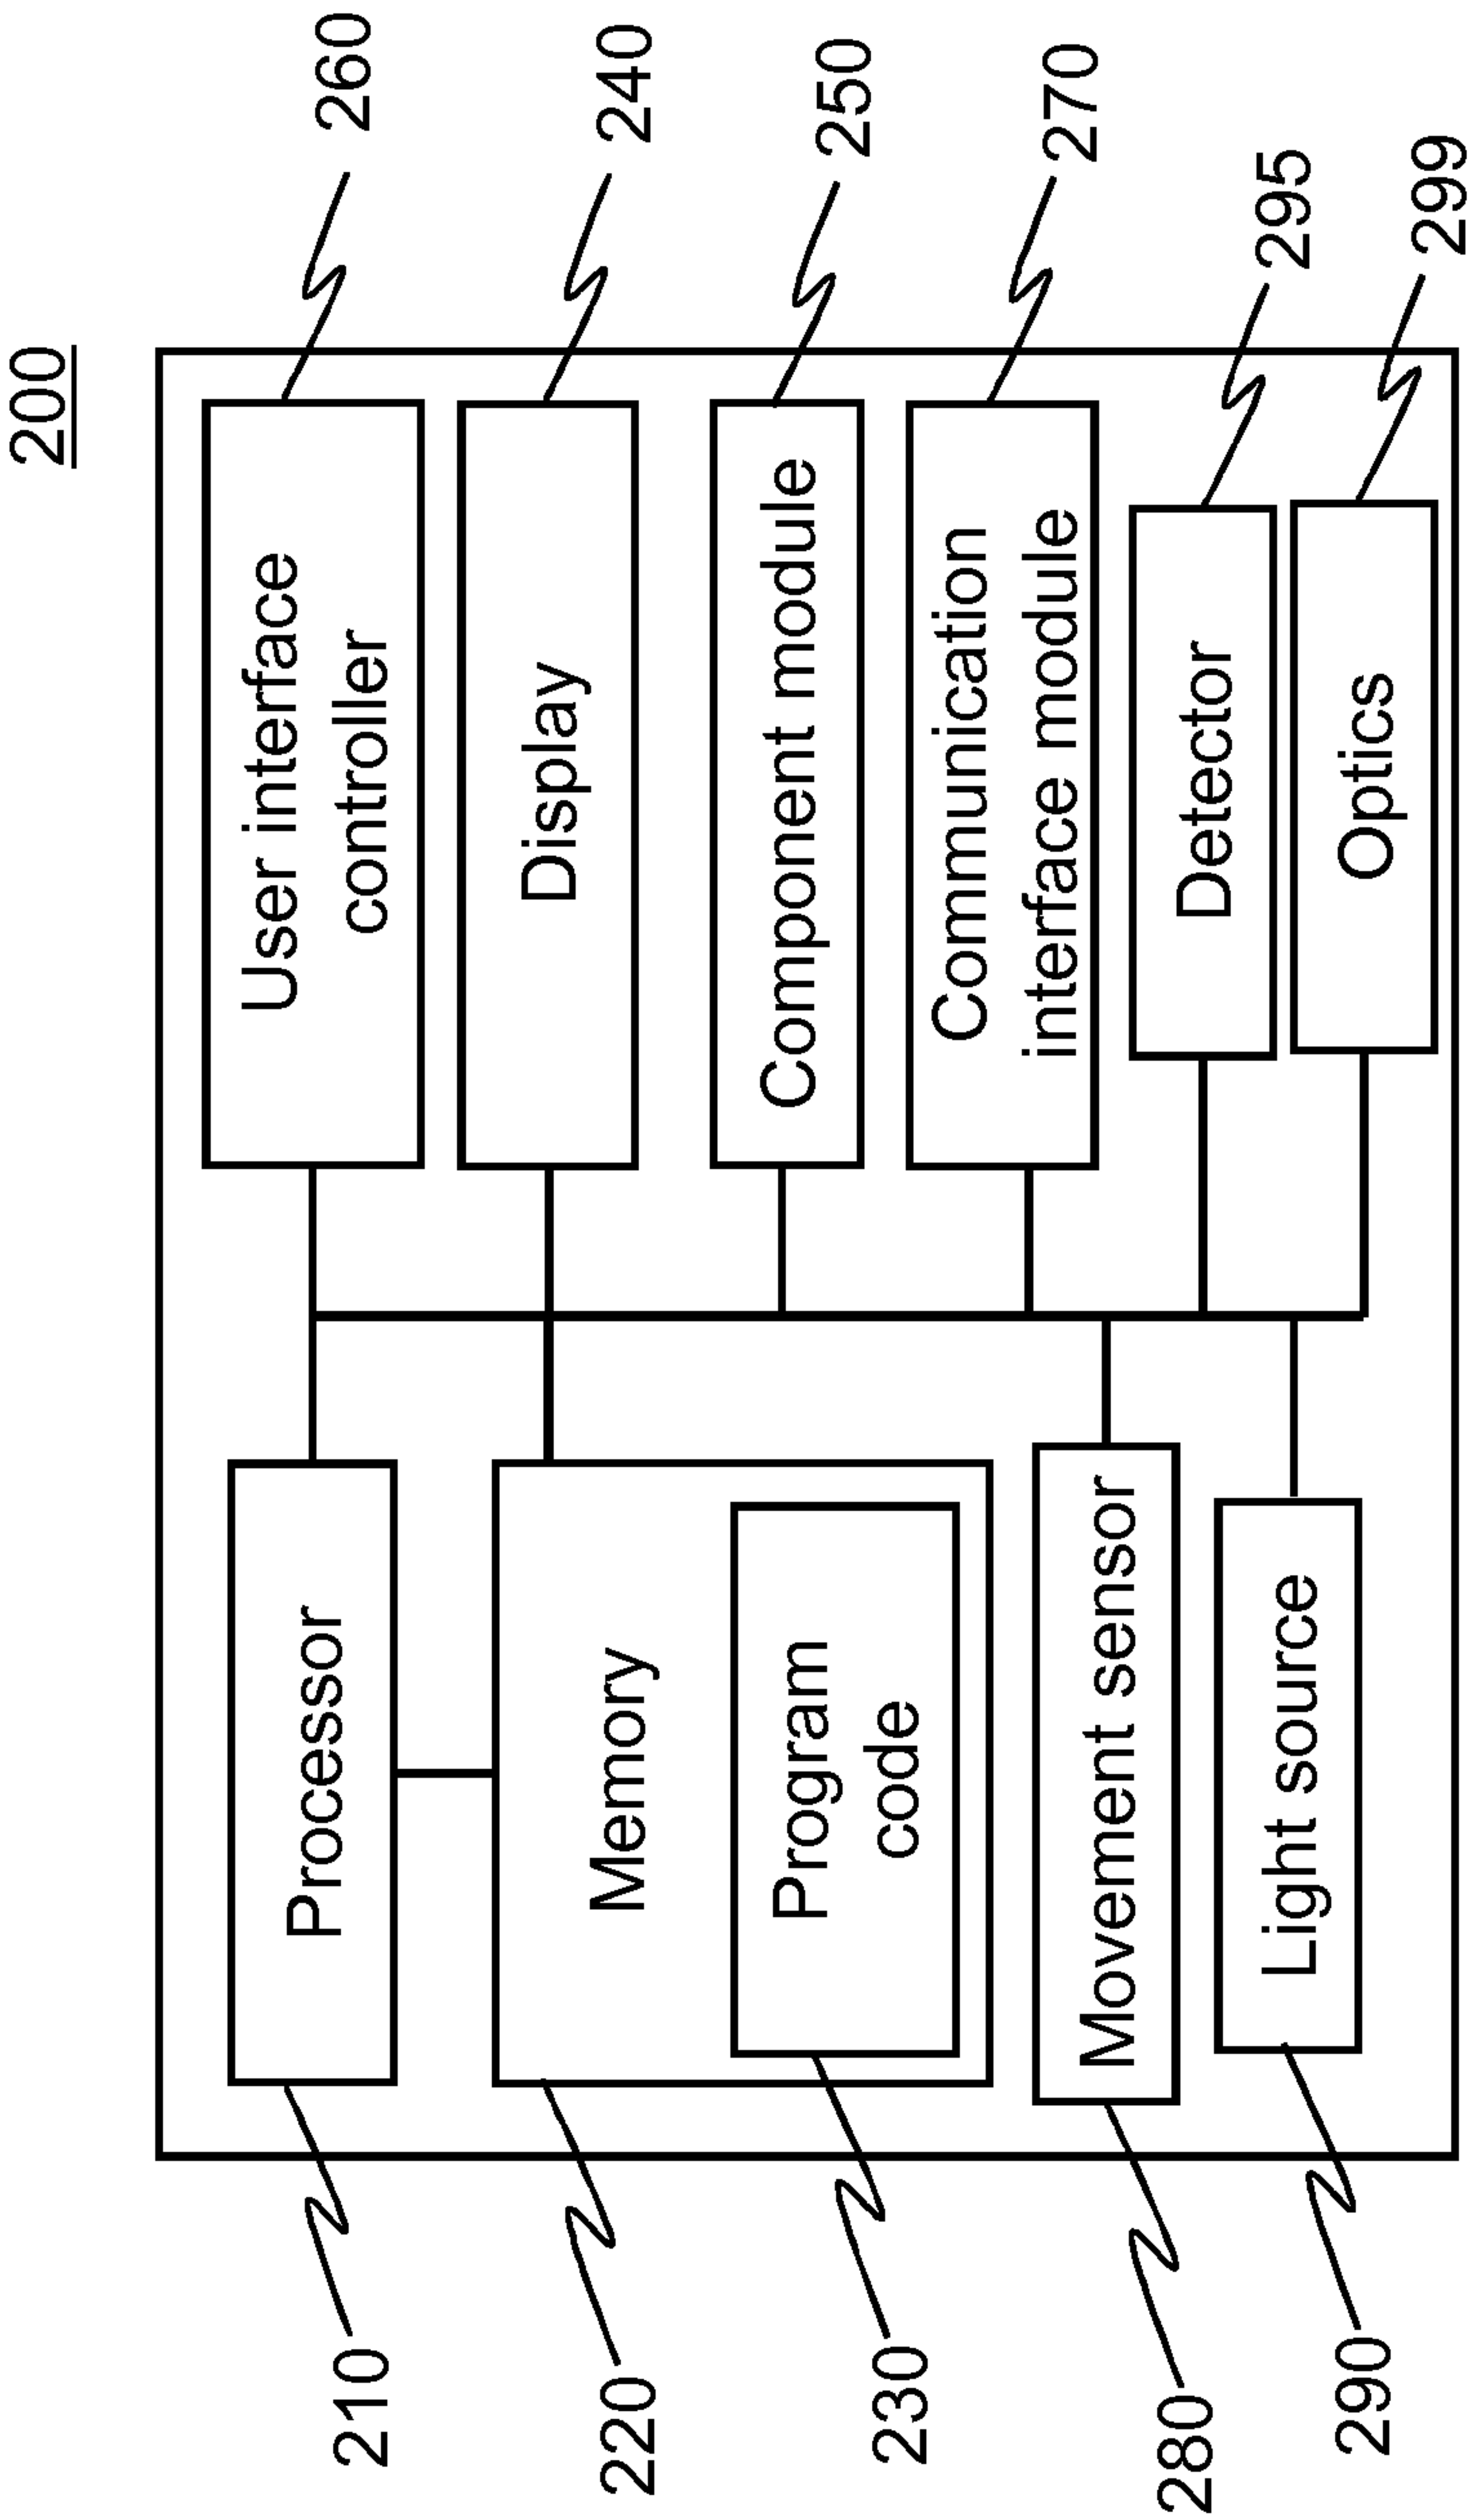 200
210
Processor
220
Memory
230
Program
code
280
Movement sensor
290
Light source
User interface
controller
260
Display
240
Component module
250
Communication
interface module
270
Detector
295
Optics
299